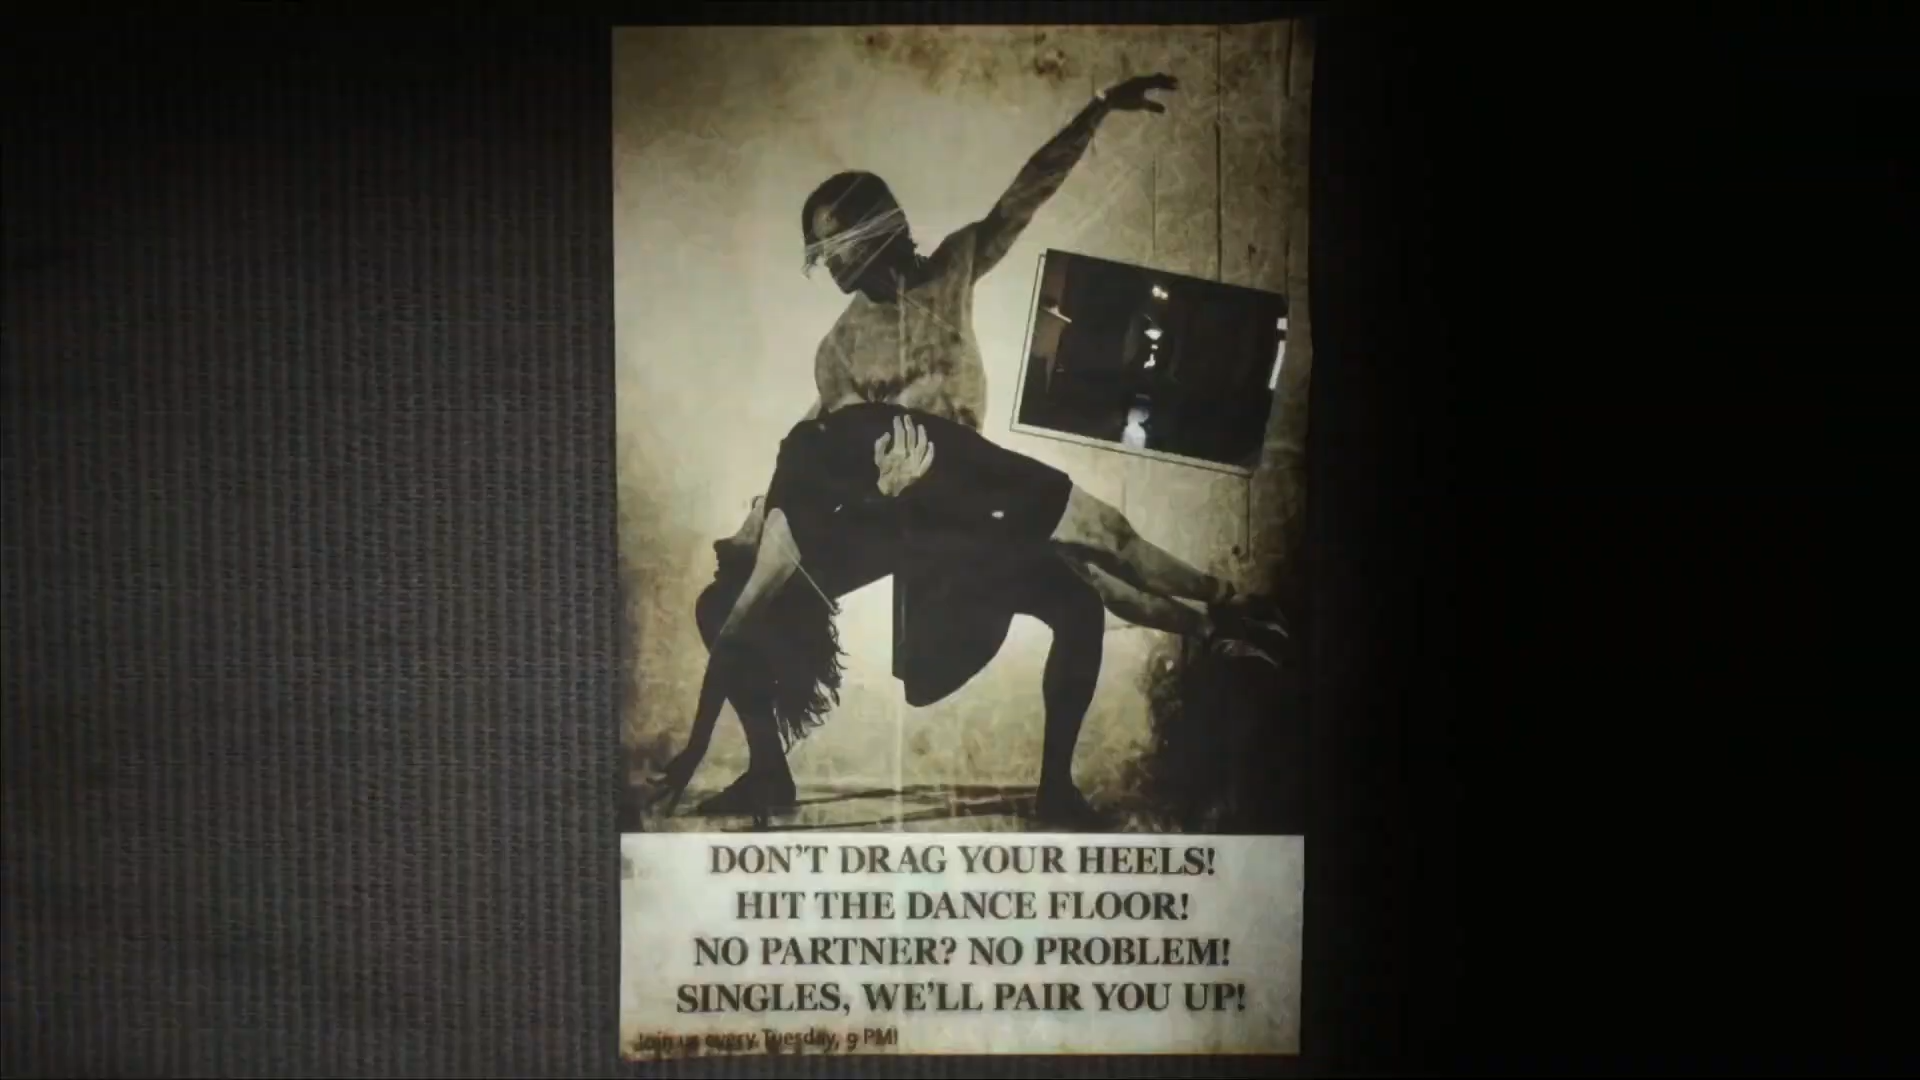 DON'T DRAG YOUR HEELS!
HIT THE DANCE FLOOR!
NO PARTNER? NO PROBLEM!
SINGLES, WE'LL PAIR YOU UP!
Join us every Tuesday, 9 PM!